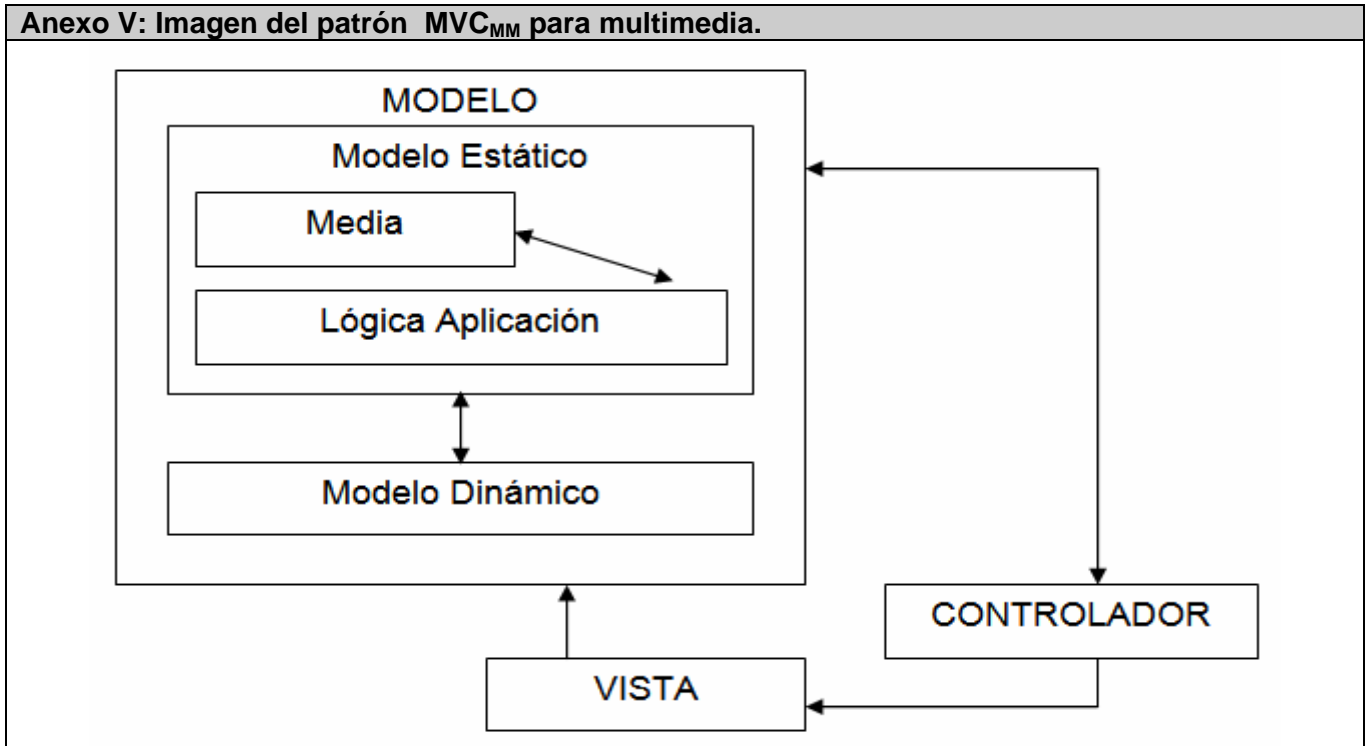 Anexo V: Imagen del patrón MVCMM para multimedia.
MODELO
Modelo Estático
Media
Lógica Aplicación
Modelo Dinámico
CONTROLADOR
VISTA